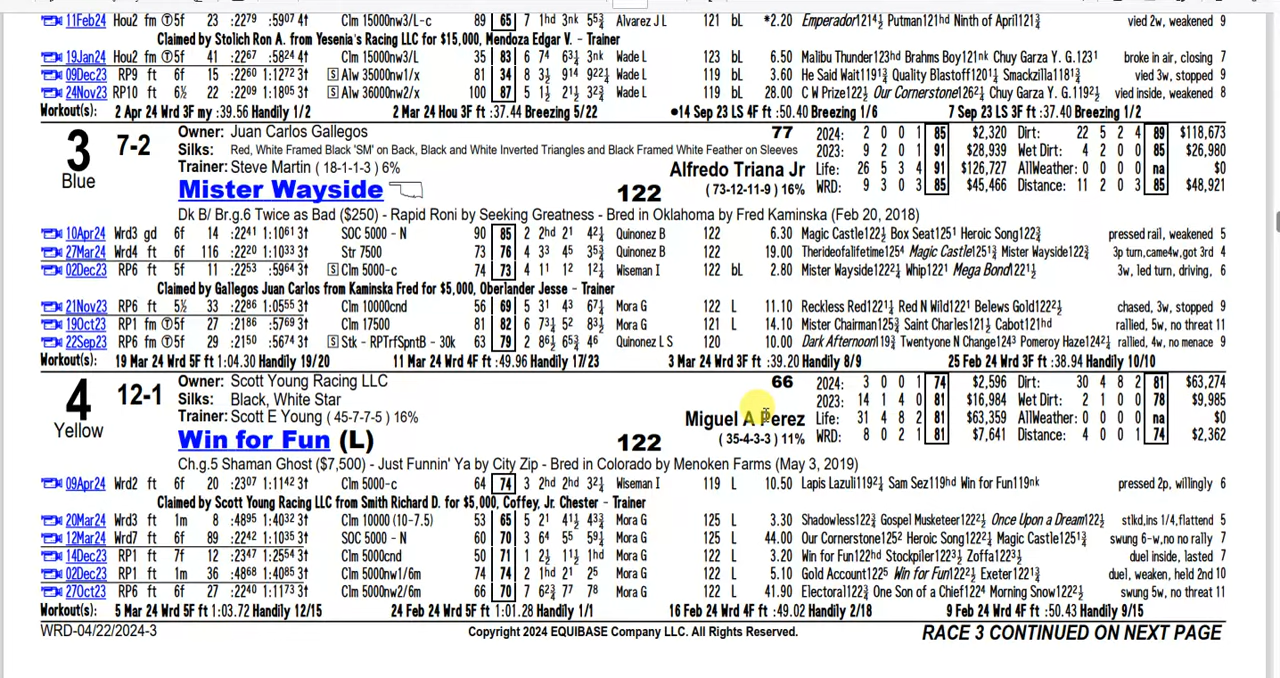 11Feb24 Hou2 fm Ⓣ5f 23 :2279 :5907 4↑ Clm 15000nw3/L-c 89 65 7 1hd 3nk 55¾ Alvarez J L 121 bL *2.20 Emperador1214½ Putman121hd Ninth of April121¾ vied 2w, weakened 9
Claimed by Stolich Ron A. from Yesenia's Racing LLC for $15,000, Mendoza Edgar V. - Trainer
19Jan24 Hou2 fm Ⓣ5f 41 :2267 :5824 4↑ Clm 15000nw3/L 35 83 6 74 63½ 3nk Wade L 123 bL 6.50 Malibu Thunder123hd Brahms Boy121nk Chuy Garza Y. G.1231 broke in air, closing 7
09Dec23 RP9 ft 6f 15 :2260 1:1272 3↑ S Alw 35000nw1/x 81 34 8 3½ 914 922¼ Wade L 119 bL 3.60 He Said Wait1191¾ Quality Blastoff1201¼ Smackzilla1181¾ vied 3w, stopped 9
24Nov23 RP10 ft 6½ 22 :2209 1:1805 3↑ S Alw 36000nw2/x 100 87 5 1½ 21½ 32¾ Wade L 119 bL 28.00 C W Prize122½ Our Cornerstone1262¼ Chuy Garza Y. G.1192½ vied inside, weakened 8
Workout(s): 2 Apr 24 Wrd 3F my :39.56 Handily 1/2 2 Mar 24 Hou 3F ft :37.44 Breezing 5/22 ●14 Sep 23 LS 4F ft :50.40 Breezing 1/6 7 Sep 23 LS 3F ft :37.40 Breezing 1/2
3 7-2 Owner: Juan Carlos Gallegos 77 2024: 2 0 0 1 85 $2,320 Dirt: 22 5 2 4 89 $118,673
Silks: Red, White Framed Black 'SM' on Back, Black and White Inverted Triangles and Black Framed White Feather on Sleeves 2023: 9 2 0 1 91 $28,939 Wet Dirt: 4 2 0 0 85 $26,980
Blue Trainer: Steve Martin ( 18-1-1-3 ) 6% Alfredo Triana Jr Life: 26 5 3 4 91 $126,727 AllWeather: 0 0 0 0 na $0
Mister Wayside 122 ( 73-12-11-9 ) 16% WRD: 9 3 0 3 85 $45,466 Distance: 11 2 0 3 85 $48,921
Dk B/ Br.g.6 Twice as Bad ($250) - Rapid Roni by Seeking Greatness - Bred in Oklahoma by Fred Kaminska (Feb 20, 2018)
10Apr24 Wrd3 gd 6f 14 :2241 1:1061 3↑ SOC 5000 - N 90 85 2 2hd 21 42¼ Quinonez B 122 6.30 Magic Castle122½ Box Seat1251 Heroic Song122¾ pressed rail, weakened 5
27Mar24 Wrd4 ft 6f 116 :2220 1:1033 3↑ Str 7500 73 76 4 33 45 35¾ Quinonez B 122 19.00 Therideofalifetime1254 Magic Castle1251¾ Mister Wayside122¾ 3p turn,came4w,got 3rd 4
02Dec23 RP6 ft 5f 11 :2253 :5964 3↑ S Clm 5000-c 74 73 4 11 12 12¼ Wiseman I 122 bL 2.80 Mister Wayside1222¼ Whip1221 Mega Bond1221½ 3w, led turn, driving, 6
Claimed by Gallegos Juan Carlos from Kaminska Fred for $5,000, Oberlander Jesse - Trainer
21Nov23 RP6 ft 5½ 33 :2286 1:0555 3↑ Clm 10000cnd 56 69 5 31 43 67¼ Mora G 122 L 11.10 Reckless Red1221¼ Red N Wild1221 Belews Gold1222½ chased, 3w, stopped 9
19Oct23 RP1 fm Ⓣ5f 27 :2186 :5769 3↑ Clm 17500 81 82 6 73½ 52 83½ Mora G 121 L 14.10 Mister Chairman125¾ Saint Charles121½ Cabot121hd rallied, 5w, no threat 11
22Sep23 RP6 fm Ⓣ5f 29 :2150 :5674 3↑ S Stk - RPTrfSpntB - 30k 63 79 2 86½ 65¾ 46 Quinonez L S 120 10.00 Dark Afternoon119¾ Twentyone N Change1243 Pomeroy Haze1242¼ rallied, 4w, no menace 9
Workout(s): 19 Mar 24 Wrd 5F ft 1:04.30 Handily 19/20 11 Mar 24 Wrd 4F ft :49.96 Handily 17/23 3 Mar 24 Wrd 3F ft :39.20 Handily 8/9 25 Feb 24 Wrd 3F ft :38.94 Handily 10/10
4 12-1 Owner: Scott Young Racing LLC 66 2024: 3 0 0 1 74 $2,596 Dirt: 30 4 8 2 81 $63,274
Silks: Black, White Star 2023: 14 1 4 0 81 $16,984 Wet Dirt: 2 1 0 0 78 $9,985
Yellow Trainer: Scott E Young ( 45-7-7-5 ) 16% Miguel A Perez Life: 31 4 8 2 81 $63,359 AllWeather: 0 0 0 0 na $0
Win for Fun (L) 122 ( 35-4-3-3 ) 11% WRD: 8 0 2 1 81 $7,641 Distance: 4 0 0 1 74 $2,362
Ch.g.5 Shaman Ghost ($7,500) - Just Funnin' Ya by City Zip - Bred in Colorado by Menoken Farms (May 3, 2019)
09Apr24 Wrd2 ft 6f 20 :2307 1:1142 3↑ Clm 5000-c 64 74 3 2hd 2hd 32¼ Wiseman I 119 L 10.50 Lapis Lazuli1192¼ Sam Sez119hd Win for Fun119nk pressed 2p, willingly 6
Claimed by Scott Young Racing LLC from Smith Richard D. for $5,000, Coffey, Jr. Chester - Trainer
20Mar24 Wrd3 ft 1m 8 :4895 1:4032 3↑ Clm 10000 (10-7.5) 53 65 5 21 41½ 43¾ Mora G 125 L 3.30 Shadowless122¾ Gospel Musketeer1222½ Once Upon a Dream122½ stlkd,ins 1/4,flattend 5
12Mar24 Wrd7 ft 6f 89 :2242 1:1035 3↑ SOC 5000 - N 60 70 3 64 55 59¼ Mora G 125 L 44.00 Our Cornerstone1252 Heroic Song122¾ Magic Castle1251¾ swung 6-w,no rally 7
14Dec23 RP1 ft 7f 12 :2347 1:2554 3↑ Clm 5000cnd 50 71 1 2½ 11½ 1hd Mora G 122 L 3.20 Win for Fun122hd Stockpiler1223½ Zoffa1223½ duel inside, lasted 7
02Dec23 RP1 ft 1m 36 :4868 1:4085 3↑ Clm 5000nw1/6m 74 74 2 1hd 21 25 Mora G 122 L 5.10 Gold Account1225 Win for Fun1222½ Exeter1221¾ duel, weaken, held 2nd 10
27Oct23 RP6 ft 6f 27 :2240 1:1173 3↑ Clm 5000nw2/6m 66 70 7 62¾ 77 78 Mora G 122 L 41.90 Electoral122¾ One Son of a Chief1224 Morning Snow1222½ swung 5w, no threat 11
Workout(s): 5 Mar 24 Wrd 5F ft 1:03.72 Handily 12/15 24 Feb 24 Wrd 5F ft 1:01.28 Handily 1/1 16 Feb 24 Wrd 4F ft :49.02 Handily 2/18 9 Feb 24 Wrd 4F ft :50.43 Handily 9/15
WRD-04/22/2024-3 Copyright 2024 EQUIBASE Company LLC. All Rights Reserved. RACE 3 CONTINUED ON NEXT PAGE